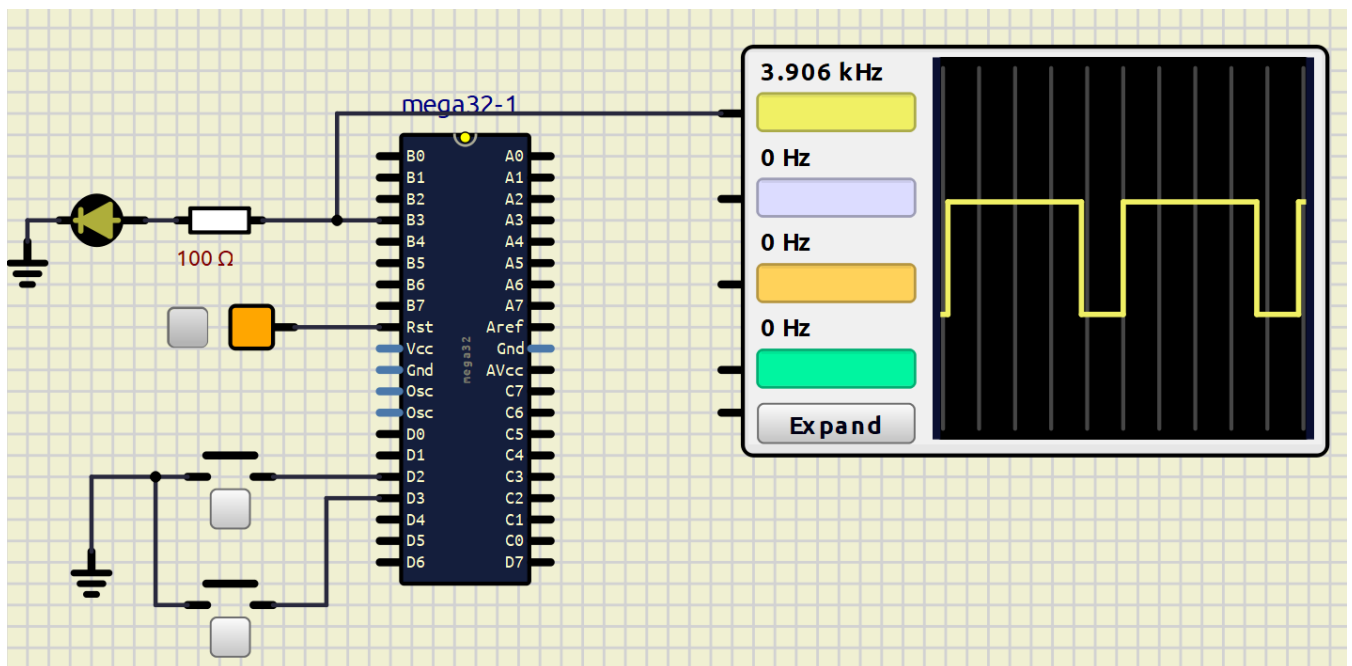 mega32-1
3.906 kHz
0 Hz
0 Hz
0 Hz
Expand
100 Ω
mega32
B0 A0
B1 A1
B2 A2
B3 A3
B4 A4
B5 A5
B6 A6
B7 A7
Rst Aref
Vcc Gnd
Gnd AVcc
Osc C7
Osc C6
D0 C5
D1 C4
D2 C3
D3 C2
D4 C1
D5 C0
D6 D7